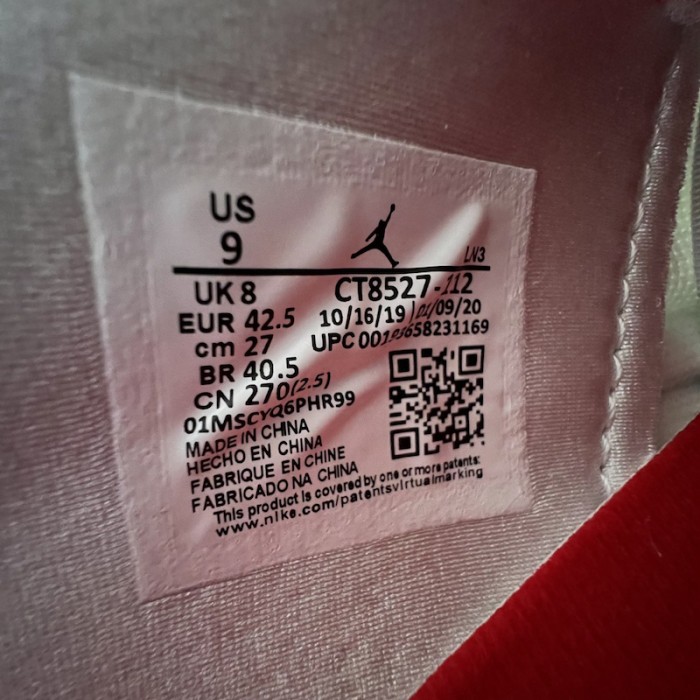 US
9
LN3
UK 8
CT8527-112
EUR 42.5
10/16/19
01/09/20
cm 27
UPC
BR 40.5
CN 270(2.5)
01MSCYQ6PHR99
MADE IN CHINA
HECHO EN CHINA
FABRIQUE EN CHINE
FABRICADO NA CHINA
This product is covered by one or more patents:
www.nike.com/patentsvirtualmarking